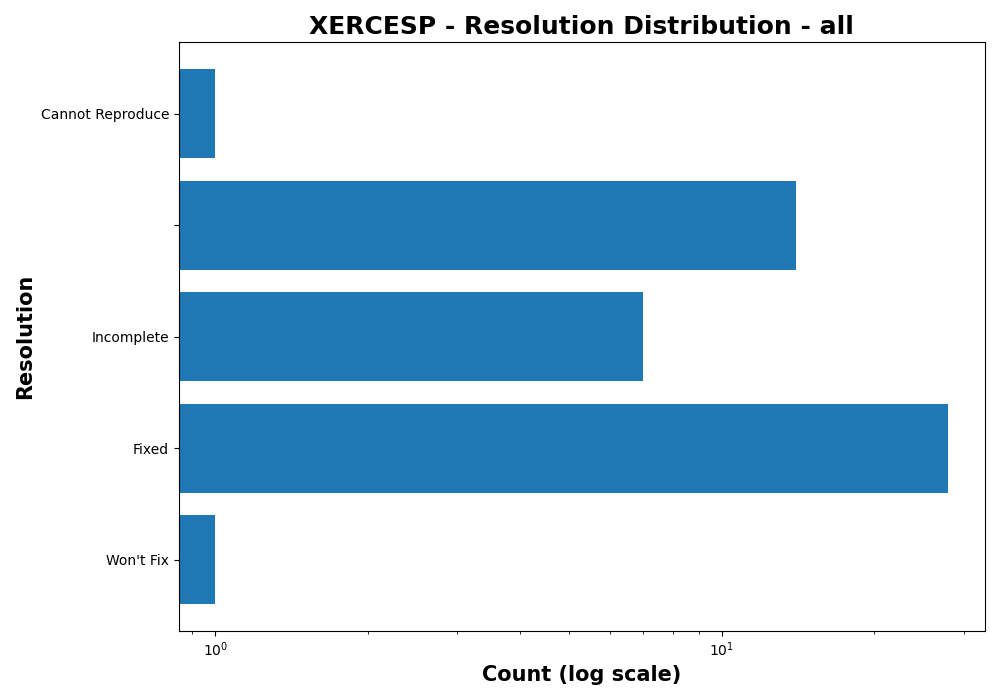 XERCESP - Resolution Distribution - all
Cannot Reproduce
Incomplete
Fixed
Won't Fix
Resolution
10⁰
10¹
Count (log scale)